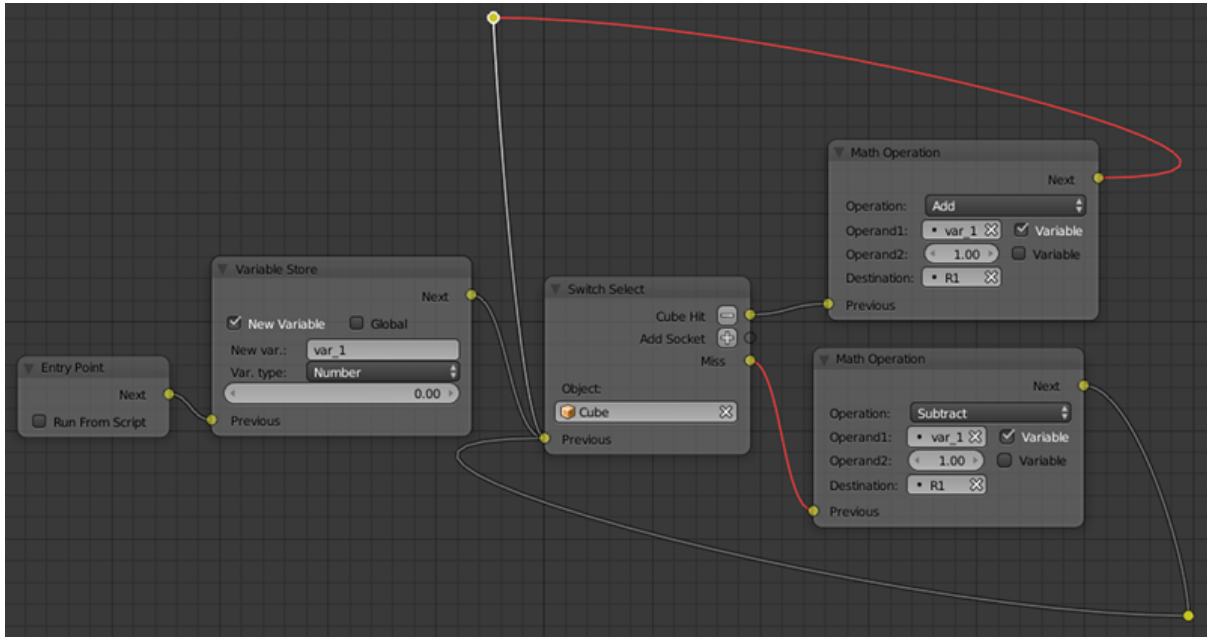 Entry Point
Next
Run From Script
Variable Store
Next
New Variable Global
New var.: var_1
Var. type: Number
0.00
Previous
Switch Select
Cube Hit
Add Socket
Miss
Object:
Cube
Previous
Math Operation
Next
Operation: Add
Operand1: var_1 Variable
Operand2: 1.00 Variable
Destination: R1
Previous
Math Operation
Next
Operation: Subtract
Operand1: var_1 Variable
Operand2: 1.00 Variable
Destination: R1
Previous